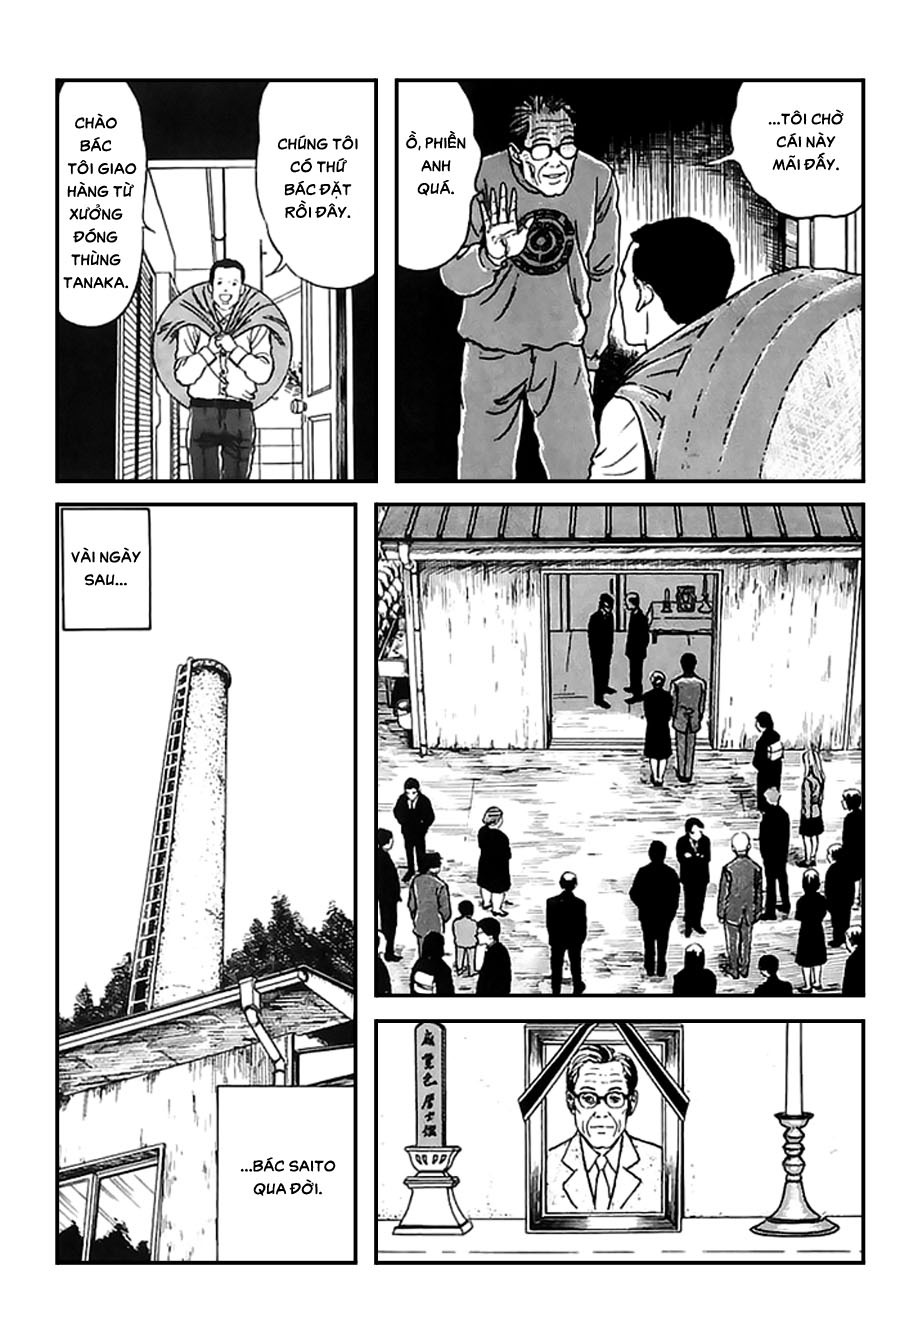 CHÀO
BÁC
TÔI GIAO
HÀNG TỪ
XƯỞNG
ĐÓNG
THÙNG
TANAKA.
CHÚNG TÔI
CÓ THỨ
BÁC ĐẶT
RỒI ĐÂY.
Ồ, PHIỀN
ANH
QUÁ.
...TÔI CHỜ
CÁI NÀY
MÃI ĐẤY.
VÀI NGÀY
SAU...
...BÁC SAITO
QUA ĐỜI.